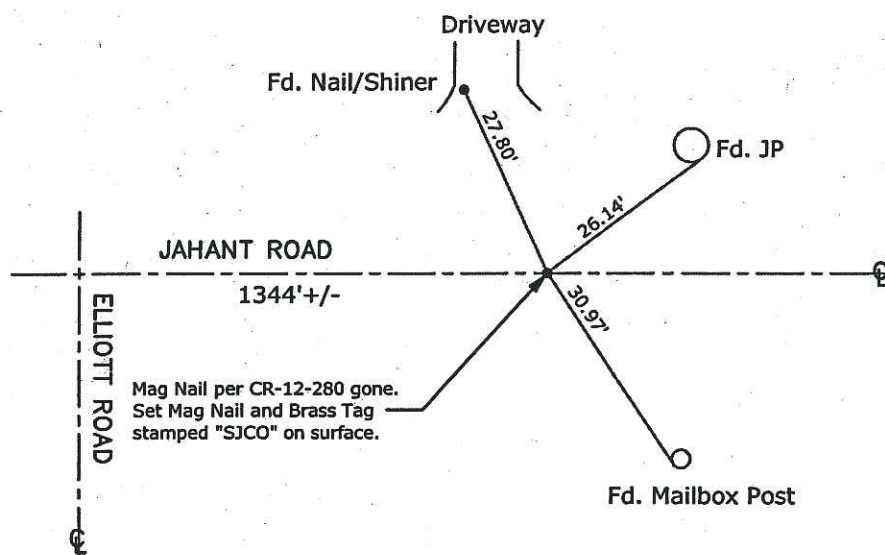 Driveway
Fd. Nail/Shiner
27.80'
Fd. JP
26.14'
JAHANT ROAD
1344'+/-
℄
30.97'
ELLIOTT ROAD
Mag Nail per CR-12-280 gone.
Set Mag Nail and Brass Tag
stamped "SJCO" on surface.
Fd. Mailbox Post
℄